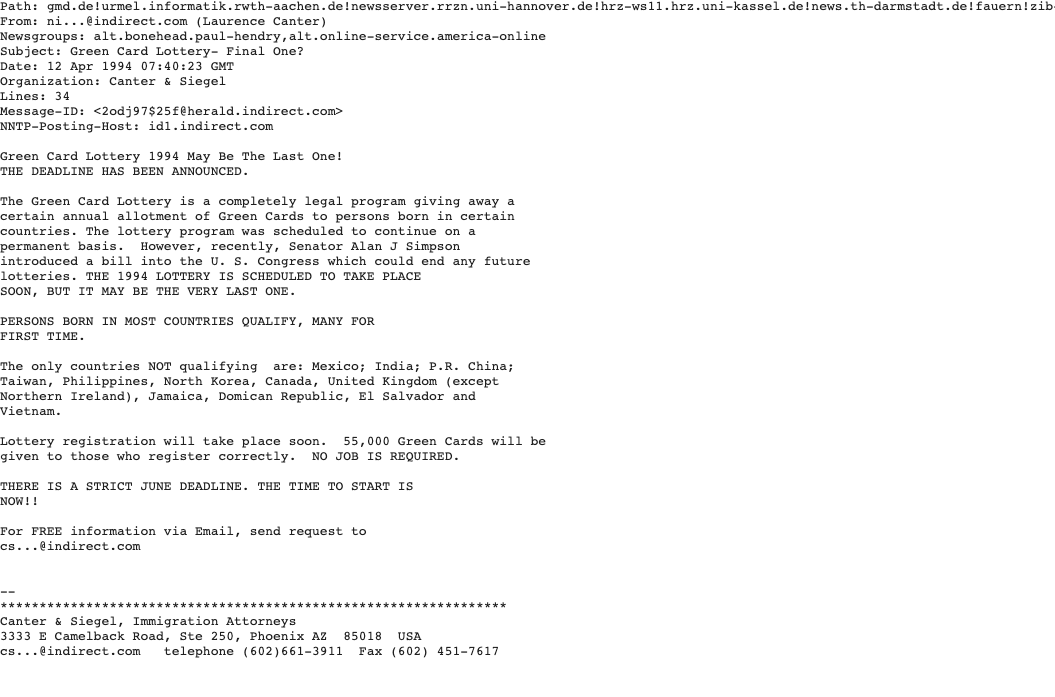 Path: gmd.de!urmel.informatik.rwth-aachen.de!newsserver.rrzn.uni-hannover.de!hrz-ws11.hrz.uni-kassel.de!news.th-darmstadt.de!fauern!zib-
From: ni...@indirect.com (Laurence Canter)
Newsgroups: alt.bonehead.paul-hendry,alt.online-service.america-online
Subject: Green Card Lottery- Final One?
Date: 12 Apr 1994 07:40:23 GMT
Organization: Canter & Siegel
Lines: 34
Message-ID: <2odj97$25f@herald.indirect.com>
NNTP-Posting-Host: id1.indirect.com

Green Card Lottery 1994 May Be The Last One!
THE DEADLINE HAS BEEN ANNOUNCED.

The Green Card Lottery is a completely legal program giving away a
certain annual allotment of Green Cards to persons born in certain
countries. The lottery program was scheduled to continue on a
permanent basis.  However, recently, Senator Alan J Simpson
introduced a bill into the U. S. Congress which could end any future
lotteries. THE 1994 LOTTERY IS SCHEDULED TO TAKE PLACE
SOON, BUT IT MAY BE THE VERY LAST ONE.

PERSONS BORN IN MOST COUNTRIES QUALIFY, MANY FOR
FIRST TIME.

The only countries NOT qualifying  are: Mexico; India; P.R. China;
Taiwan, Philippines, North Korea, Canada, United Kingdom (except
Northern Ireland), Jamaica, Domican Republic, El Salvador and
Vietnam.

Lottery registration will take place soon.  55,000 Green Cards will be
given to those who register correctly.  NO JOB IS REQUIRED.

THERE IS A STRICT JUNE DEADLINE. THE TIME TO START IS
NOW!!

For FREE information via Email, send request to
cs...@indirect.com

--
*****************************************************************
Canter & Siegel, Immigration Attorneys
3333 E Camelback Road, Ste 250, Phoenix AZ  85018  USA
cs...@indirect.com   telephone (602)661-3911  Fax (602) 451-7617